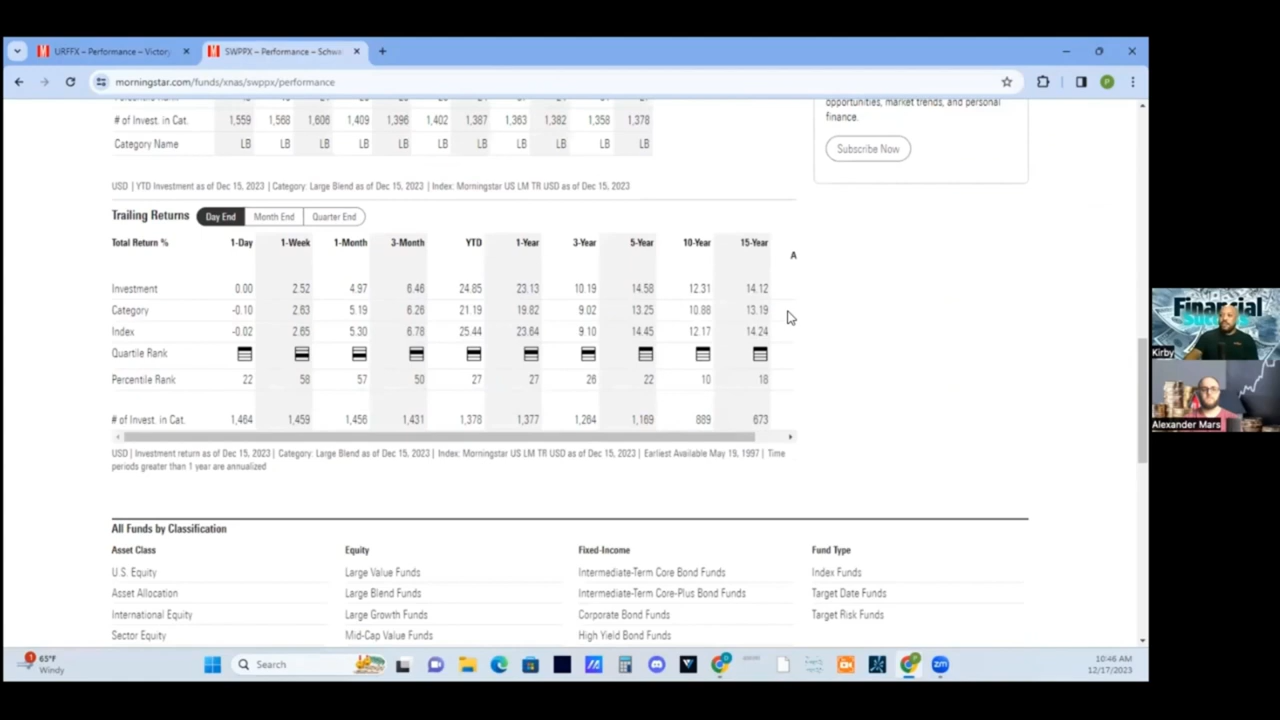 URFFX – Performance – Victory
SWPPX – Performance – Schwa
morningstar.com/funds/xnas/swppx/performance
P
opportunities, market trends, and personal
finance.
Subscribe Now
# of Invest. in Cat. 1,559 1,568 1,606 1,409 1,396 1,402 1,387 1,363 1,382 1,358 1,378
Category Name LB LB LB LB LB LB LB LB LB LB LB
USD | YTD Investment as of Dec 15, 2023 | Category: Large Blend as of Dec 15, 2023 | Index: Morningstar US LM TR USD as of Dec 15, 2023
Trailing Returns Day End Month End Quarter End
Total Return % 1-Day 1-Week 1-Month 3-Month YTD 1-Year 3-Year 5-Year 10-Year 15-Year
A
Investment 0.00 2.52 4.97 6.46 24.85 23.13 10.19 14.58 12.31 14.12
Category -0.10 2.63 5.19 6.26 21.19 19.82 9.02 13.25 10.88 13.19
Index -0.02 2.65 5.30 6.78 25.44 23.64 9.10 14.45 12.17 14.24
Quartile Rank
Percentile Rank 22 58 57 50 27 27 26 22 10 18
# of Invest. in Cat. 1,464 1,459 1,456 1,431 1,378 1,377 1,264 1,169 889 673
USD | Investment return as of Dec 15, 2023 | Category: Large Blend as of Dec 15, 2023 | Index: Morningstar US LM TR USD as of Dec 15, 2023 | Earliest Available May 19, 1997 | Time
periods greater than 1 year are annualized
All Funds by Classification
Asset Class Equity Fixed-Income Fund Type
U.S. Equity Large Value Funds Intermediate-Term Core Bond Funds Index Funds
Asset Allocation Large Blend Funds Intermediate-Term Core-Plus Bond Funds Target Date Funds
International Equity Large Growth Funds Corporate Bond Funds Target Risk Funds
Sector Equity Mid-Cap Value Funds High Yield Bond Funds
Financial
Kirby
Alexander Mars
1
65°F
Windy
Search
zm
10:46 AM
12/17/2023